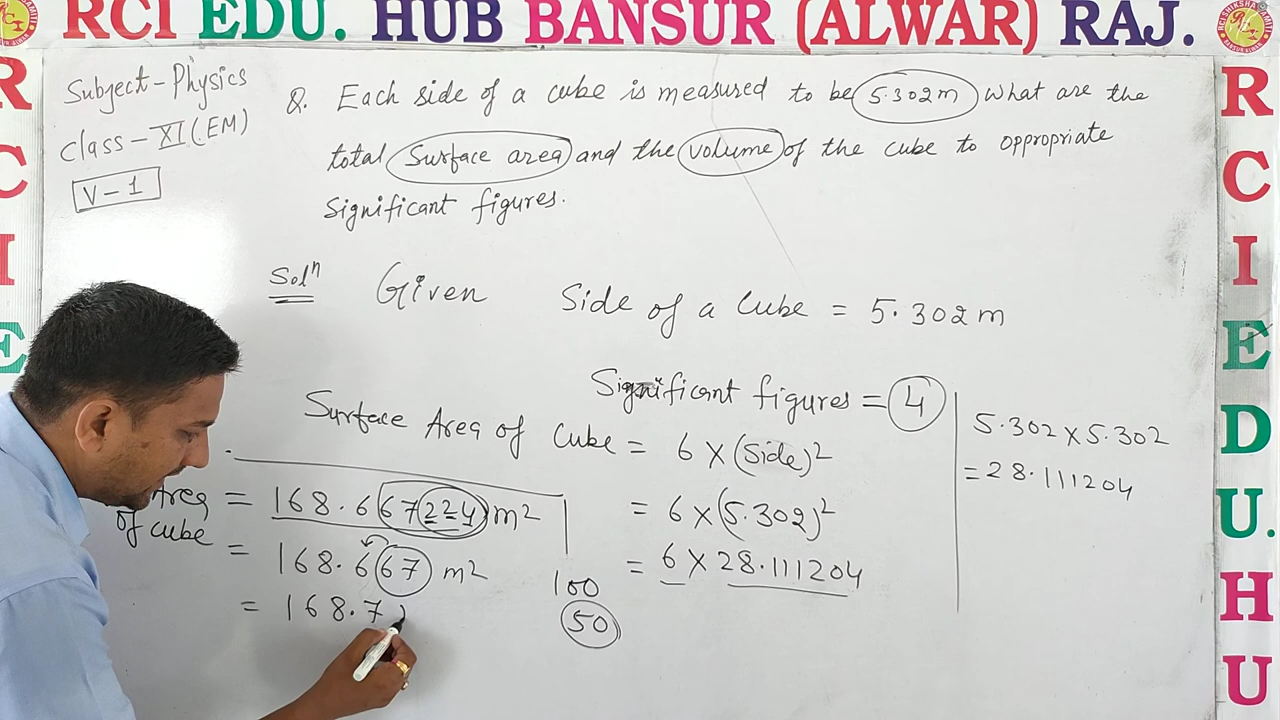 RCI EDU. HUB BANSUR (ALWAR) RAJ.
Subject - Physics
Class - XI (EM)
V-1
Q. Each side of a cube is measured to be 5.302m What are the
total Surface area and the volume of the cube to oppropriate
Significant figures.
Solⁿ Given Side of a Cube = 5.302m
Significant figures = 4
Surface Area of Cube = 6 × (Side)²
= 6 × (5.302)²
= 6 × 28.111204
5.302 × 5.302
= 28.111204
Area of cube = 168.667224 m²
= 168.667 m²
= 168.7
100
50
R
C
I
E
R
C
I
E
D
U.
H
U